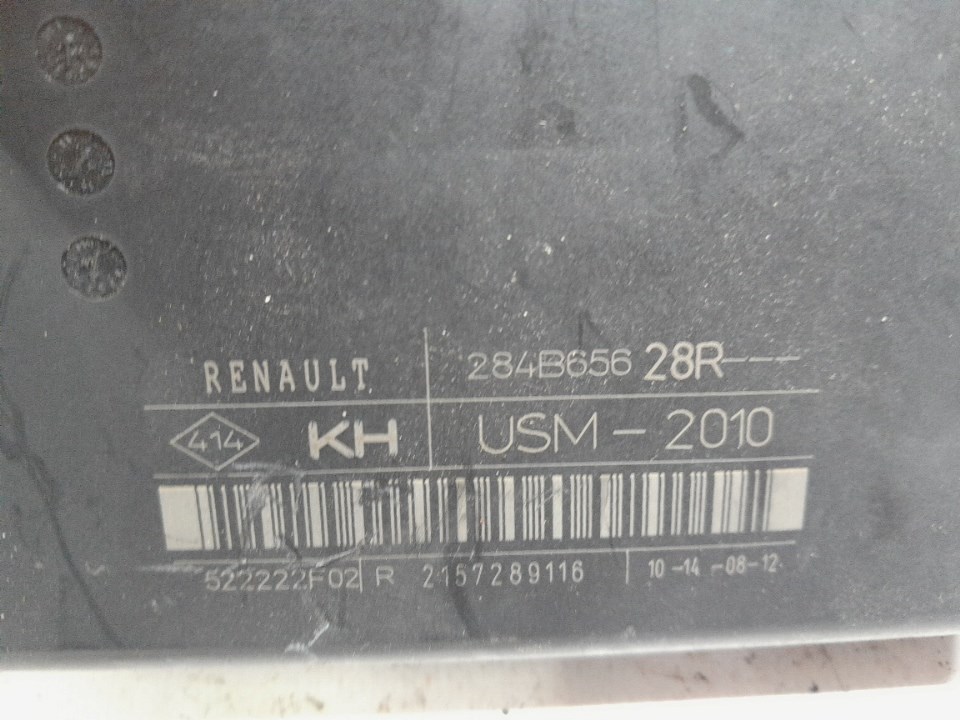 RENAULT 284B656 28R---
414 KH USM - 2010
522222F02 R 2157289116 10-14-08-12